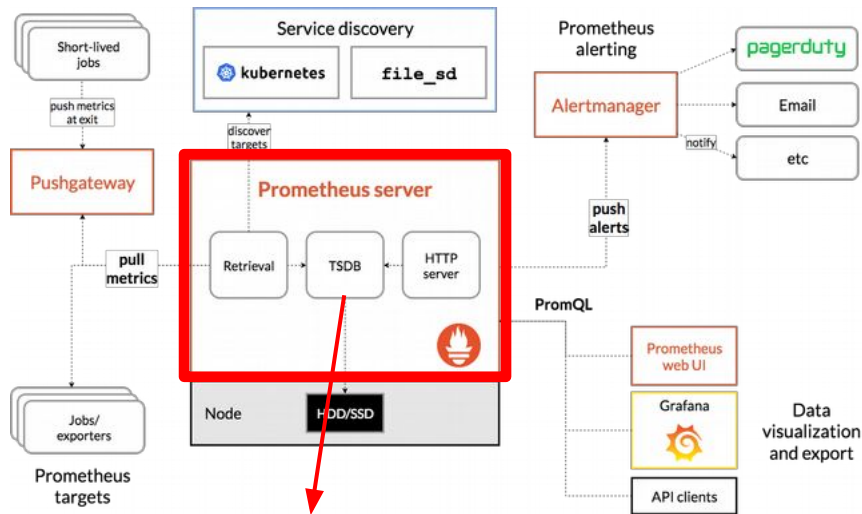 Short-lived
jobs
push metrics
at exit
Pushgateway
Service discovery
kubernetes
file_sd
discover
targets
Prometheus
alerting
Alertmanager
pagerduty
Email
notify
etc
Prometheus server
push
alerts
pull
metrics
Retrieval
TSDB
HTTP
server
PromQL
Node
HDD/SSD
Jobs/
exporters
Prometheus
targets
Prometheus
web UI
Grafana
Data
visualization
and export
API clients